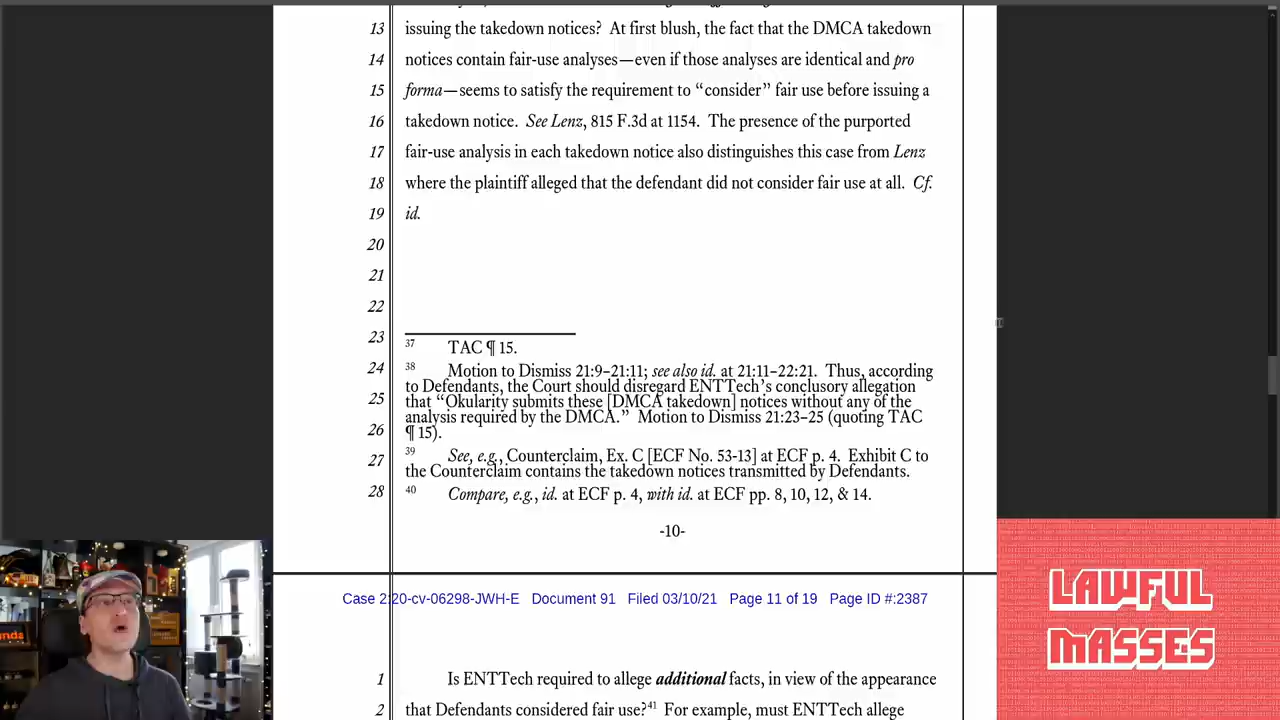 13 issuing the takedown notices? At first blush, the fact that the DMCA takedown
14 notices contain fair-use analyses—even if those analyses are identical and pro
15 forma—seems to satisfy the requirement to “consider” fair use before issuing a
16 takedown notice. See Lenz, 815 F.3d at 1154. The presence of the purported
17 fair-use analysis in each takedown notice also distinguishes this case from Lenz
18 where the plaintiff alleged that the defendant did not consider fair use at all. Cf.
19 id.
20
21
22
23
37 TAC ¶ 15.
24
38 Motion to Dismiss 21:9–21:11; see also id. at 21:11–22:21. Thus, according
to Defendants, the Court should disregard ENTTech’s conclusory allegation
25
that “Okularity submits these [DMCA takedown] notices without any of the
analysis required by the DMCA.” Motion to Dismiss 21:23–25 (quoting TAC
26
¶ 15).
39 See, e.g., Counterclaim, Ex. C [ECF No. 53-13] at ECF p. 4. Exhibit C to
27
the Counterclaim contains the takedown notices transmitted by Defendants.
28
40 Compare, e.g., id. at ECF p. 4, with id. at ECF pp. 8, 10, 12, & 14.
-10-
Case 2:20-cv-06298-JWH-E Document 91 Filed 03/10/21 Page 11 of 19 Page ID #:2387
LAWFUL
MASSES
1 Is ENTTech required to allege additional facts, in view of the appearance
2 that Defendants considered fair use?41 For example, must ENTTech allege